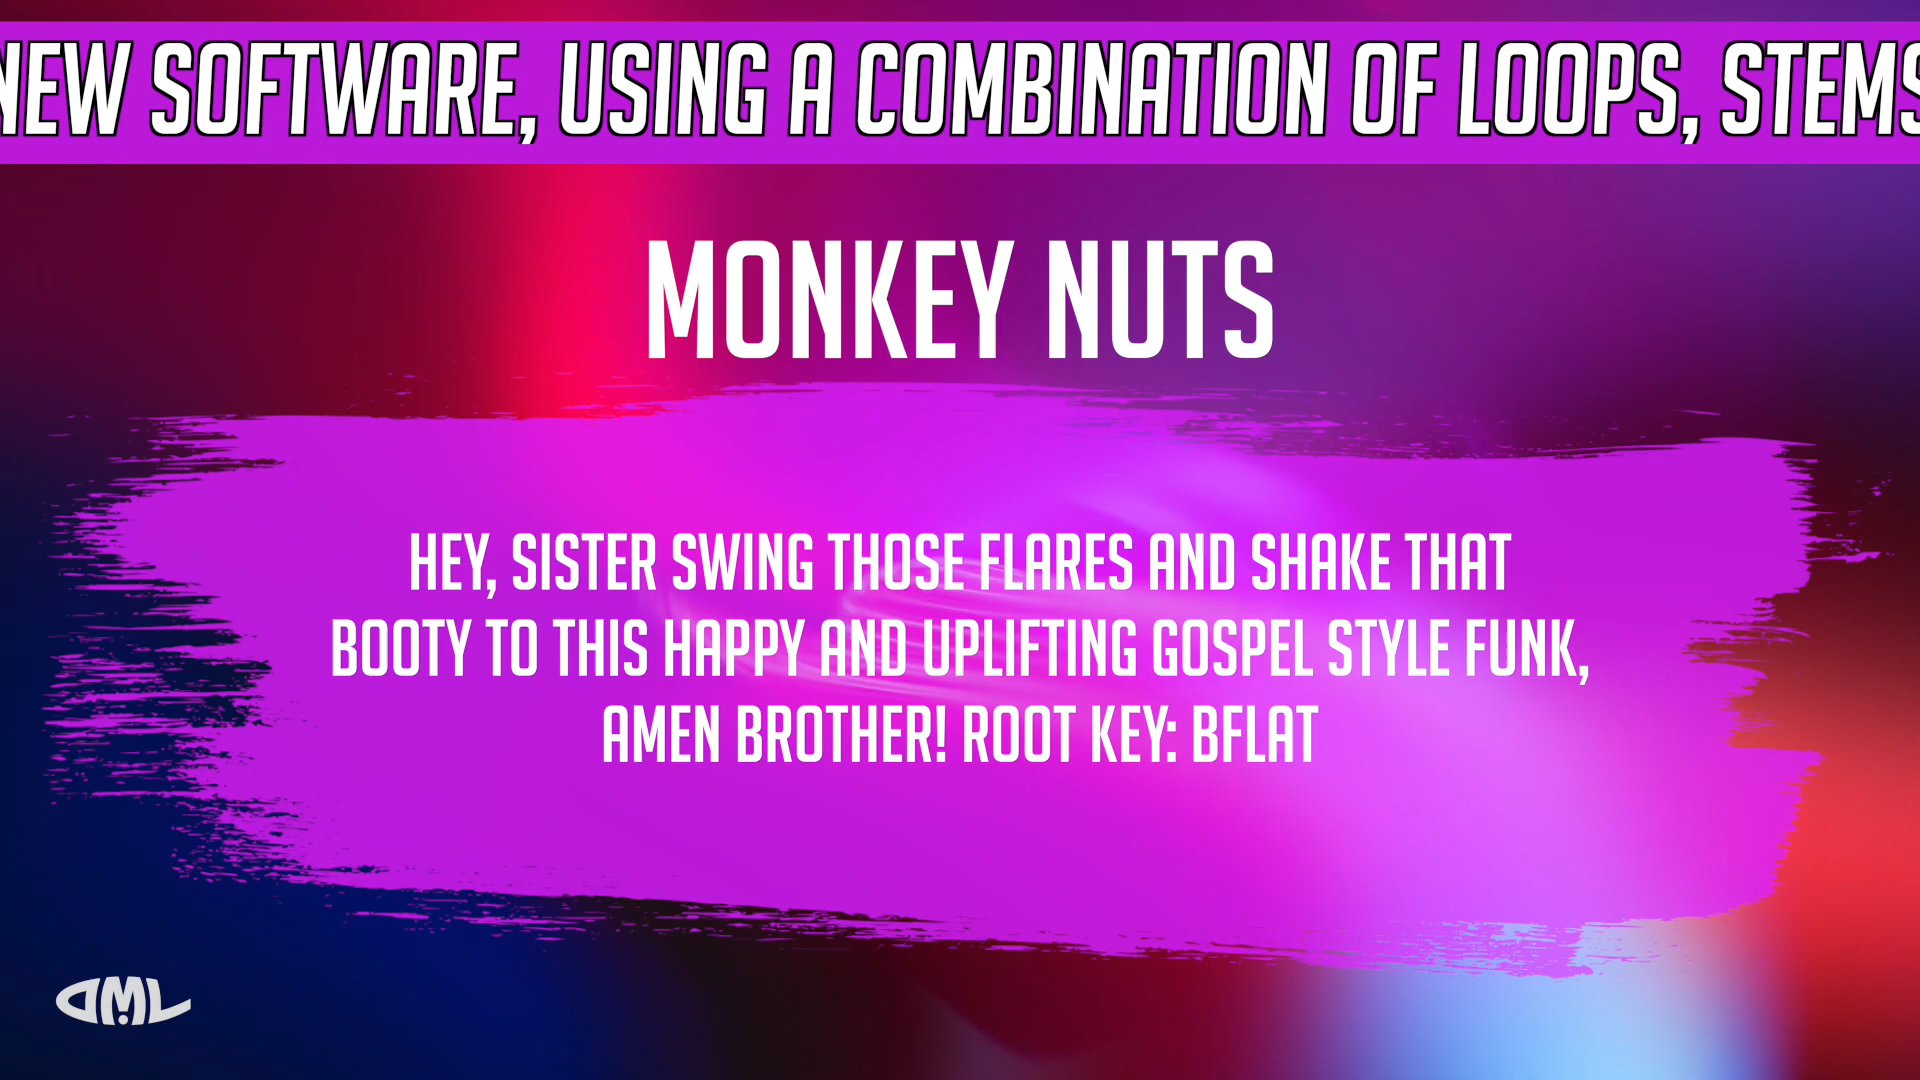 NEW SOFTWARE, USING A COMBINATION OF LOOPS, STEMS
MONKEY NUTS
HEY, SISTER SWING THOSE FLARES AND SHAKE THAT
BOOTY TO THIS HAPPY AND UPLIFTING GOSPEL STYLE FUNK,
AMEN BROTHER! ROOT KEY: BFLAT
DML